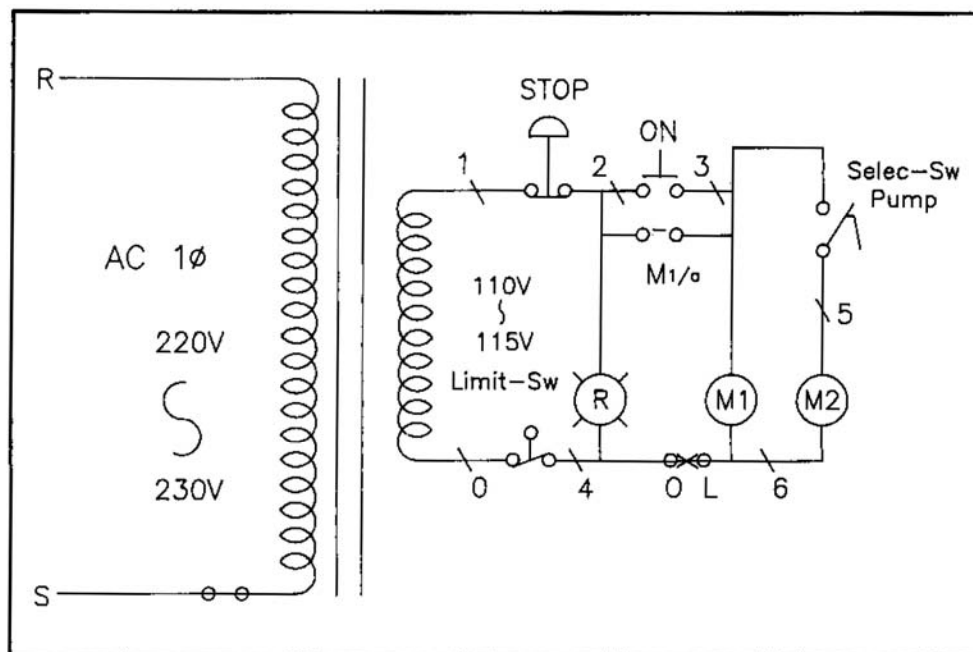 R
STOP
ON
1
2
3
Selec-Sw
Pump
AC 1ø
M1/a
110V
115V
220V
5
Limit-Sw
R
M1
M2
230V
0
4
O L
6
S